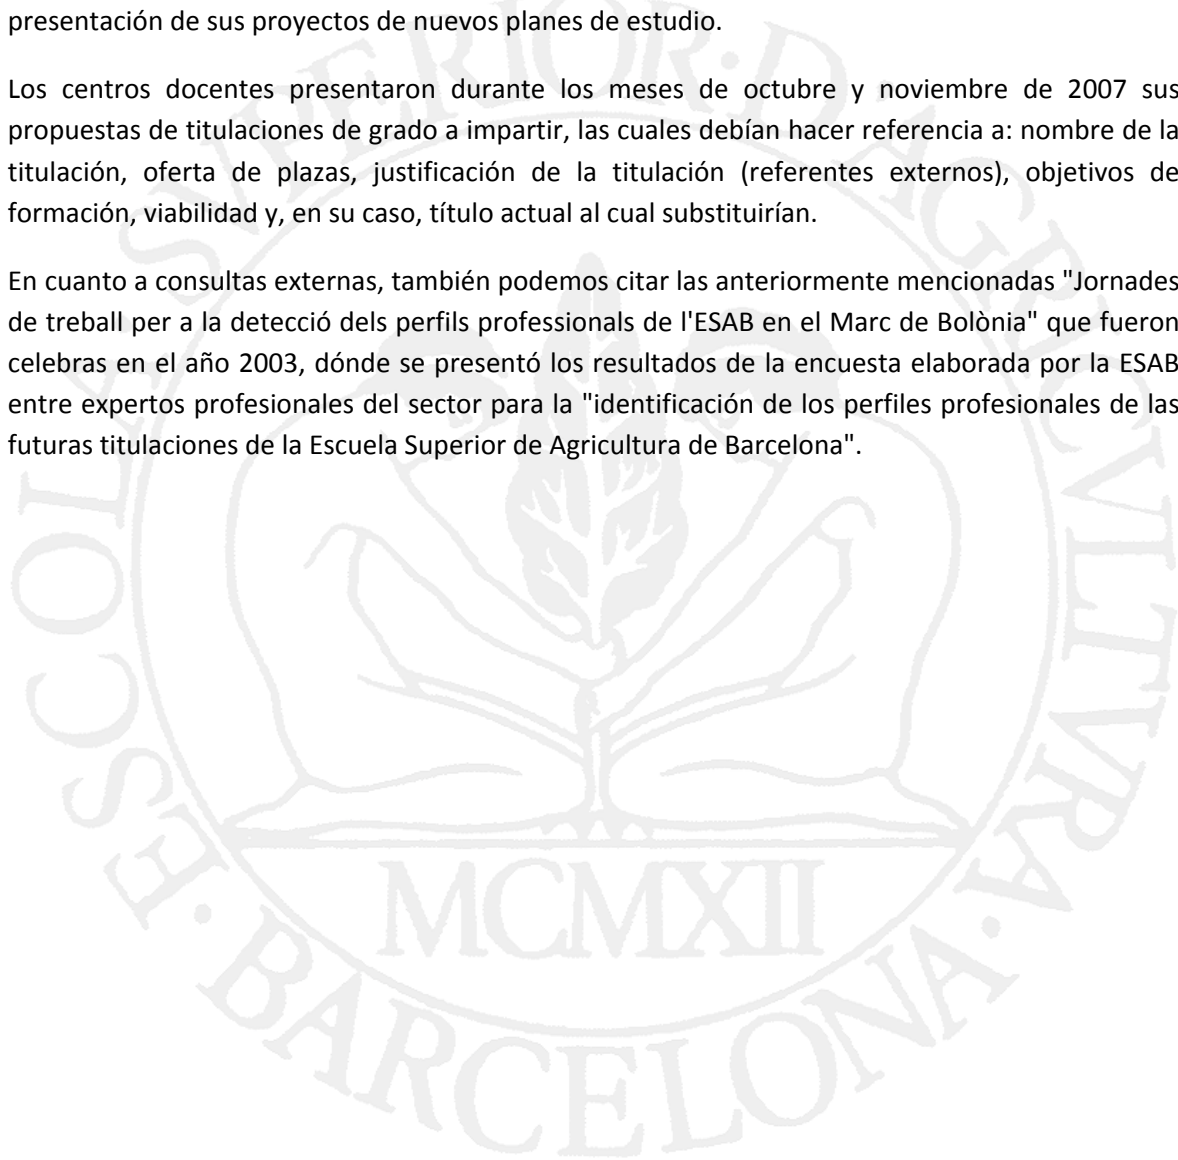 presentación de sus proyectos de nuevos planes de estudio.
Los centros docentes presentaron durante los meses de octubre y noviembre de 2007 sus
propuestas de titulaciones de grado a impartir, las cuales debían hacer referencia a: nombre de la
titulación, oferta de plazas, justificación de la titulación (referentes externos), objetivos de
formación, viabilidad y, en su caso, título actual al cual substituirían.
En cuanto a consultas externas, también podemos citar las anteriormente mencionadas "Jornades
de treball per a la detecció dels perfils professionals de l'ESAB en el Marc de Bolònia" que fueron
celebras en el año 2003, dónde se presentó los resultados de la encuesta elaborada por la ESAB
entre expertos profesionales del sector para la "identificación de los perfiles profesionales de las
futuras titulaciones de la Escuela Superior de Agricultura de Barcelona".
ESCOLA SVPERIOR·D'AGRICVLTVRA·
·BARCELONA·
MCMXII